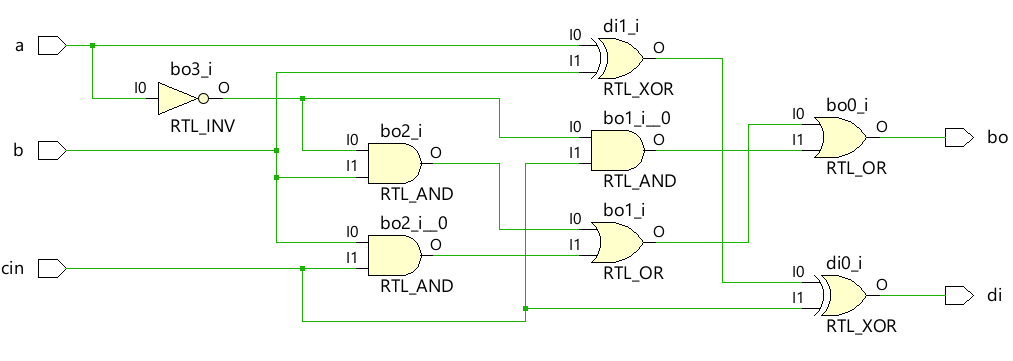 di1_i
a
I0
O
I1
bo3_i
RTL_XOR
I0
O
bo0_i
RTL_INV
bo1_i__0
I0
O
bo
bo2_i
I0
O
I1
b
I0
O
I1
RTL_OR
I1
RTL_AND
RTL_AND
bo2_i__0
bo1_i
I0
O
I0
O
I1
I1
di0_i
cin
RTL_AND
RTL_OR
I0
O
di
I1
RTL_XOR